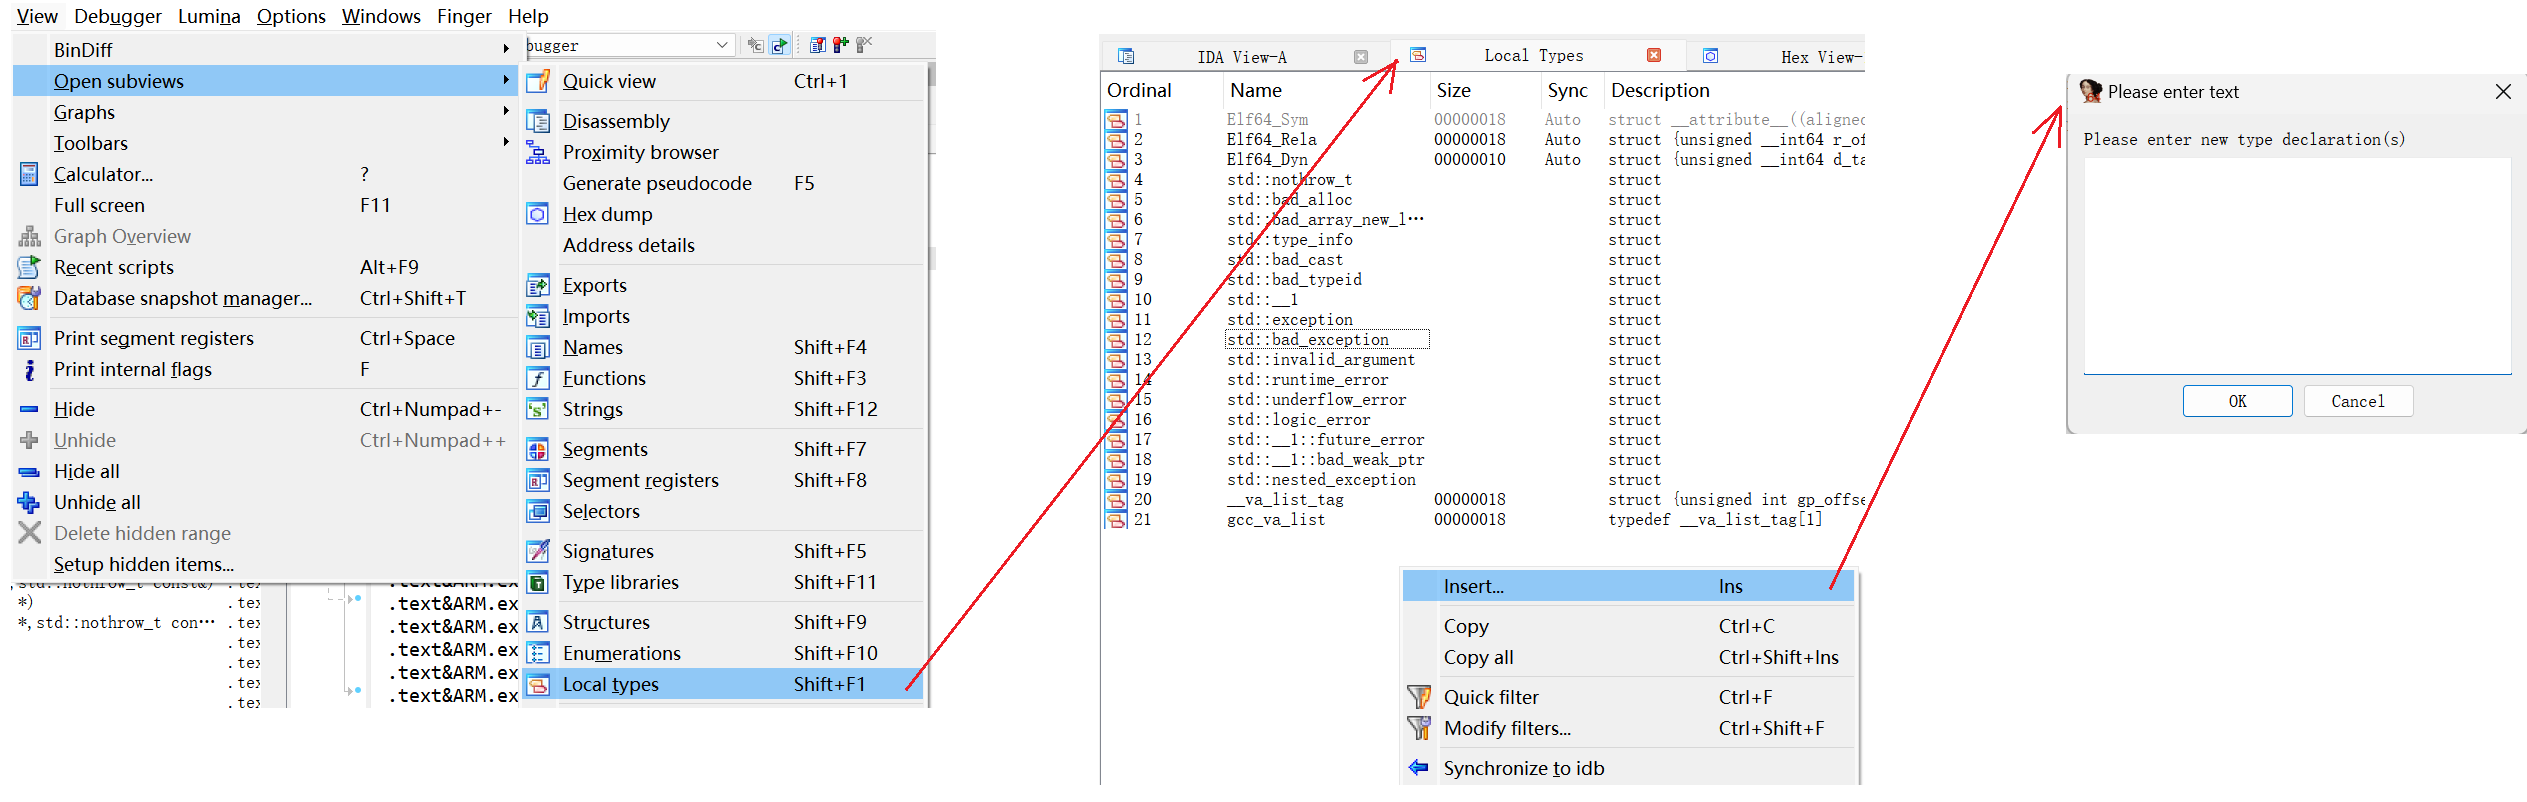 View Debugger Lumina Options Windows Finger Help
BinDiff
Open subviews
Graphs
Toolbars
Calculator... ?
Full screen F11
Graph Overview
Recent scripts Alt+F9
Database snapshot manager... Ctrl+Shift+T
Print segment registers Ctrl+Space
Print internal flags F
Hide Ctrl+Numpad+-
Unhide Ctrl+Numpad++
Hide all
Unhide all
Delete hidden range
Setup hidden items...
bugger
Quick view Ctrl+1
Disassembly
Proximity browser
Generate pseudocode F5
Hex dump
Address details
Exports
Imports
Names Shift+F4
Functions Shift+F3
Strings Shift+F12
Segments Shift+F7
Segment registers Shift+F8
Selectors
Signatures Shift+F5
Type libraries Shift+F11
Structures Shift+F9
Enumerations Shift+F10
Local types Shift+F1
*) .tex
*,std::nothrow_t con… .tex
.tex
.tex
.tex
.tex
.text&ARM.ex
.text&ARM.ex
.text&ARM.ex
.text&ARM.ex
.text&ARM.ex
IDA View-A Local Types Hex View-
Ordinal Name Size Sync Description
1 Elf64_Sym 00000018 Auto struct __attribute__((aligned
2 Elf64_Rela 00000018 Auto struct {unsigned __int64 r_of
3 Elf64_Dyn 00000010 Auto struct {unsigned __int64 d_ta
4 std::nothrow_t struct
5 std::bad_alloc struct
6 std::bad_array_new_l… struct
7 std::type_info struct
8 std::bad_cast struct
9 std::bad_typeid struct
10 std::__1 struct
11 std::exception struct
12 std::bad_exception struct
13 std::invalid_argument struct
14 std::runtime_error struct
15 std::underflow_error struct
16 std::logic_error struct
17 std::__1::future_error struct
18 std::__1::bad_weak_ptr struct
19 std::nested_exception struct
20 __va_list_tag 00000018 struct {unsigned int gp_offse
21 gcc_va_list 00000018 typedef __va_list_tag[1]
Insert... Ins
Copy Ctrl+C
Copy all Ctrl+Shift+Ins
Quick filter Ctrl+F
Modify filters... Ctrl+Shift+F
Synchronize to idb
Please enter text
Please enter new type declaration(s)
OK Cancel